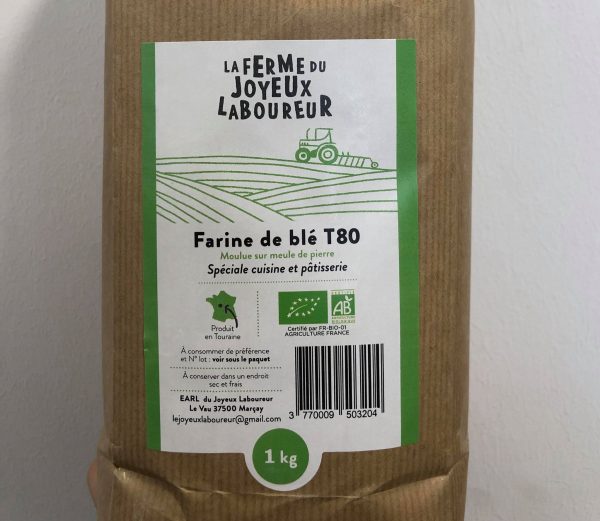 LA FERME DU
JOYEUX
LABOUREUR
Farine de blé T80
Moulue sur meule de pierre
Spéciale cuisine et pâtisserie
Produit
en Touraine
AB
Certifié par FR-BIO-01
AGRICULTURE FRANCE
À consommer de préférence
et N° lot : voir sous le paquet
À conserver dans un endroit
sec et frais
EARL du Joyeux Laboureur
Le Veu 37500 Marçay
lejoyeuxlaboureur@gmail.com
3 770009 503204
1 kg